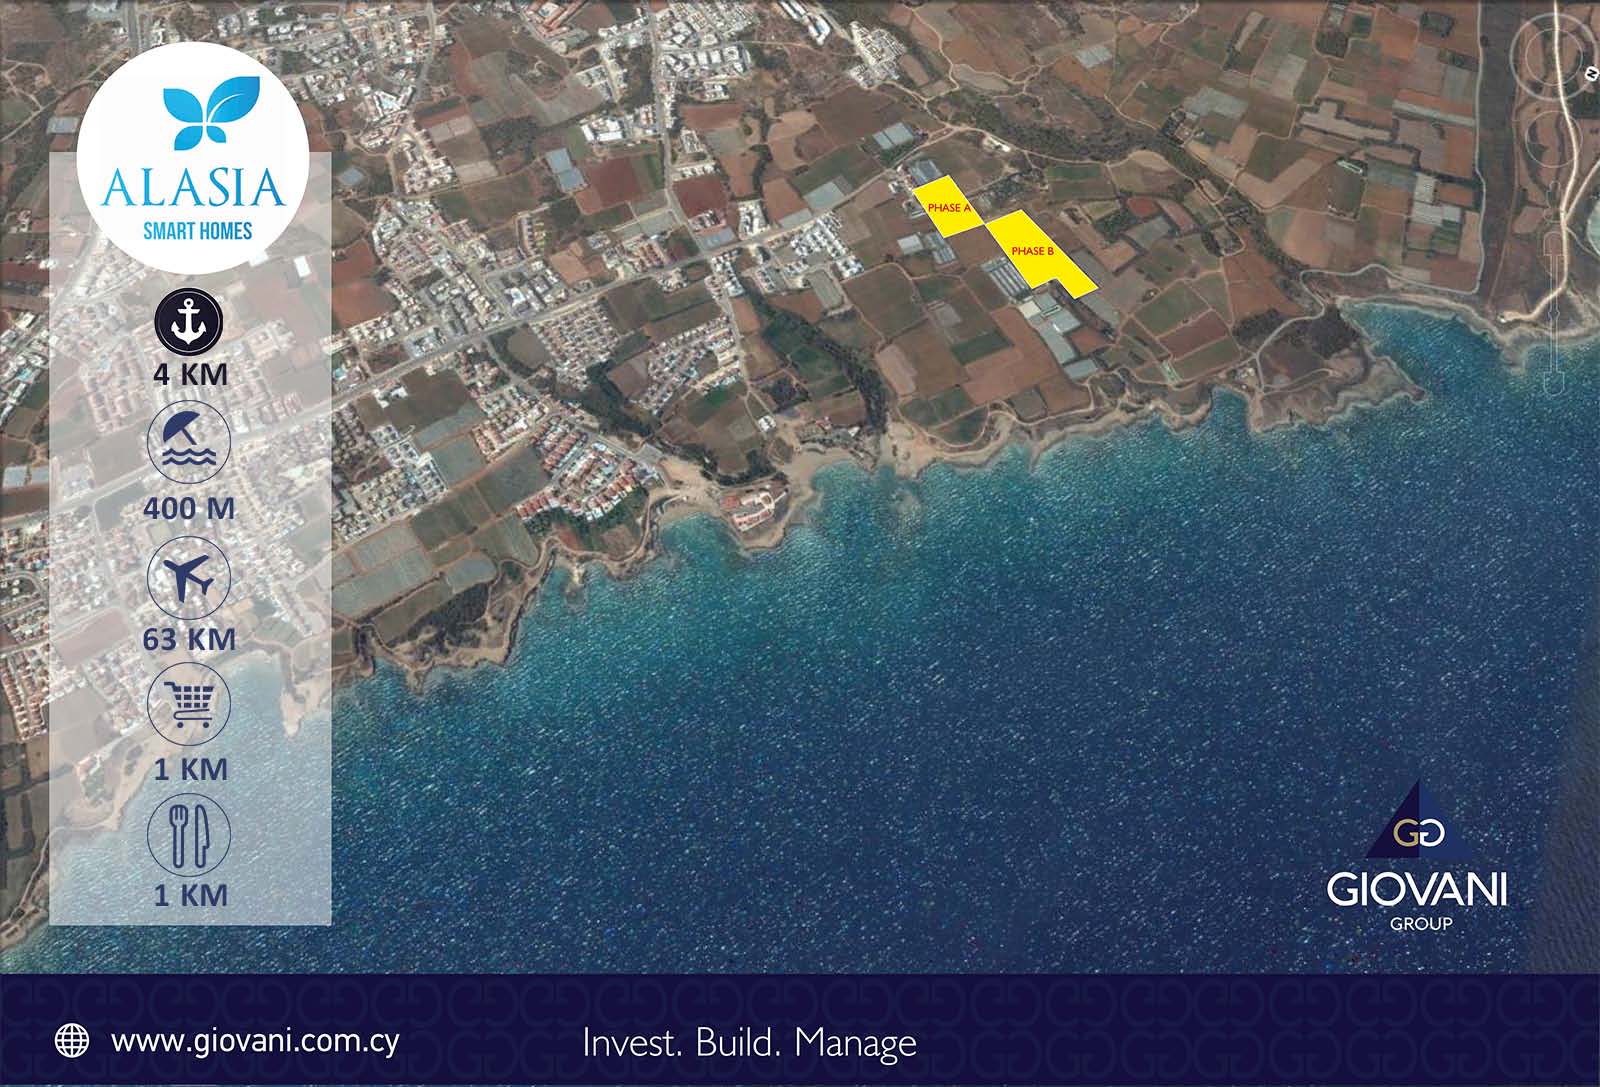 ALASIA
SMART HOMES
4 KM
400 M
63 KM
1 KM
1 KM
PHASE A
PHASE B
N
GG
GIOVANI
GROUP
www.giovani.com.cy
Invest. Build. Manage